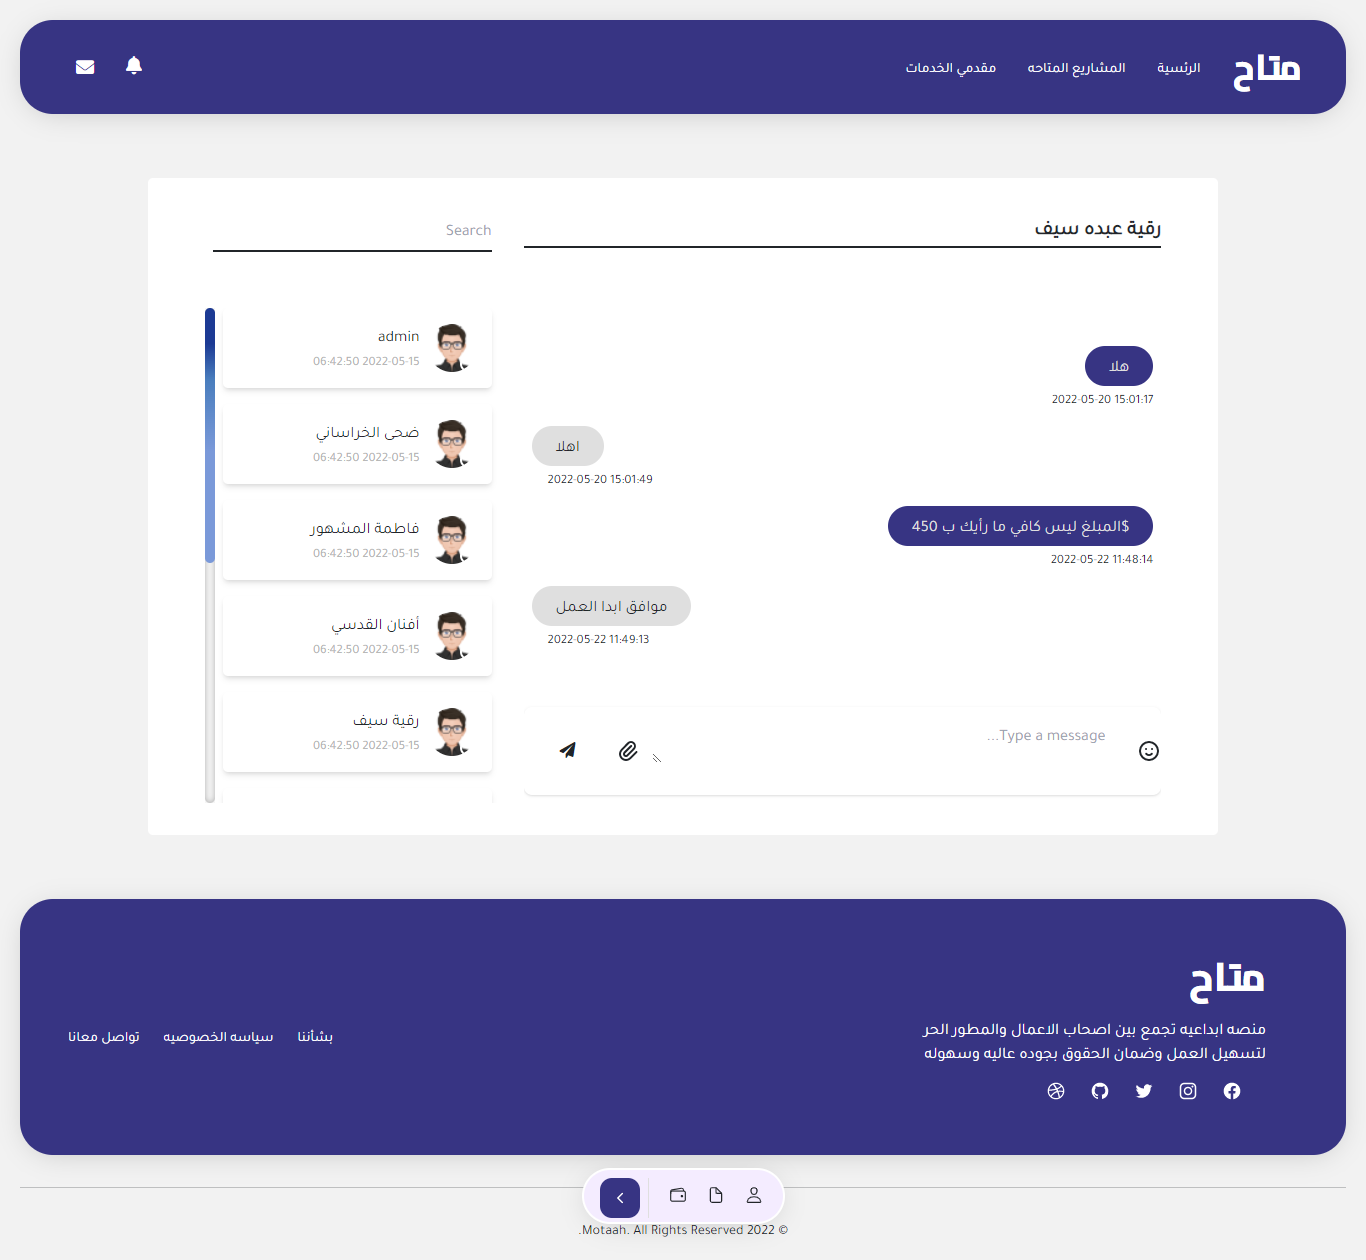 متاح
الرئسية
المشاريع المتاحه
مقدمي الخدمات
رقية عبده سيف
هلا
2022-05-20 15:01:17
اهلا
2022-05-20 15:01:49
$المبلغ ليس كافي ما رأيك ب 450
2022-05-22 11:48:14
موافق ابدا العمل
2022-05-22 11:49:13
...Type a message
Search
admin
06:42:50 2022-05-15
ضحى الخراساني
06:42:50 2022-05-15
فاطمة المشهور
06:42:50 2022-05-15
أفنان القدسي
06:42:50 2022-05-15
رقية سيف
06:42:50 2022-05-15
متاح
منصه ابداعيه تجمع بين اصحاب الاعمال والمطور الحر
لتسهيل العمل وضمان الحقوق بجوده عاليه وسهوله
بشأننا
سياسه الخصوصيه
تواصل معانا
.Motaah. All Rights Reserved 2022 ©